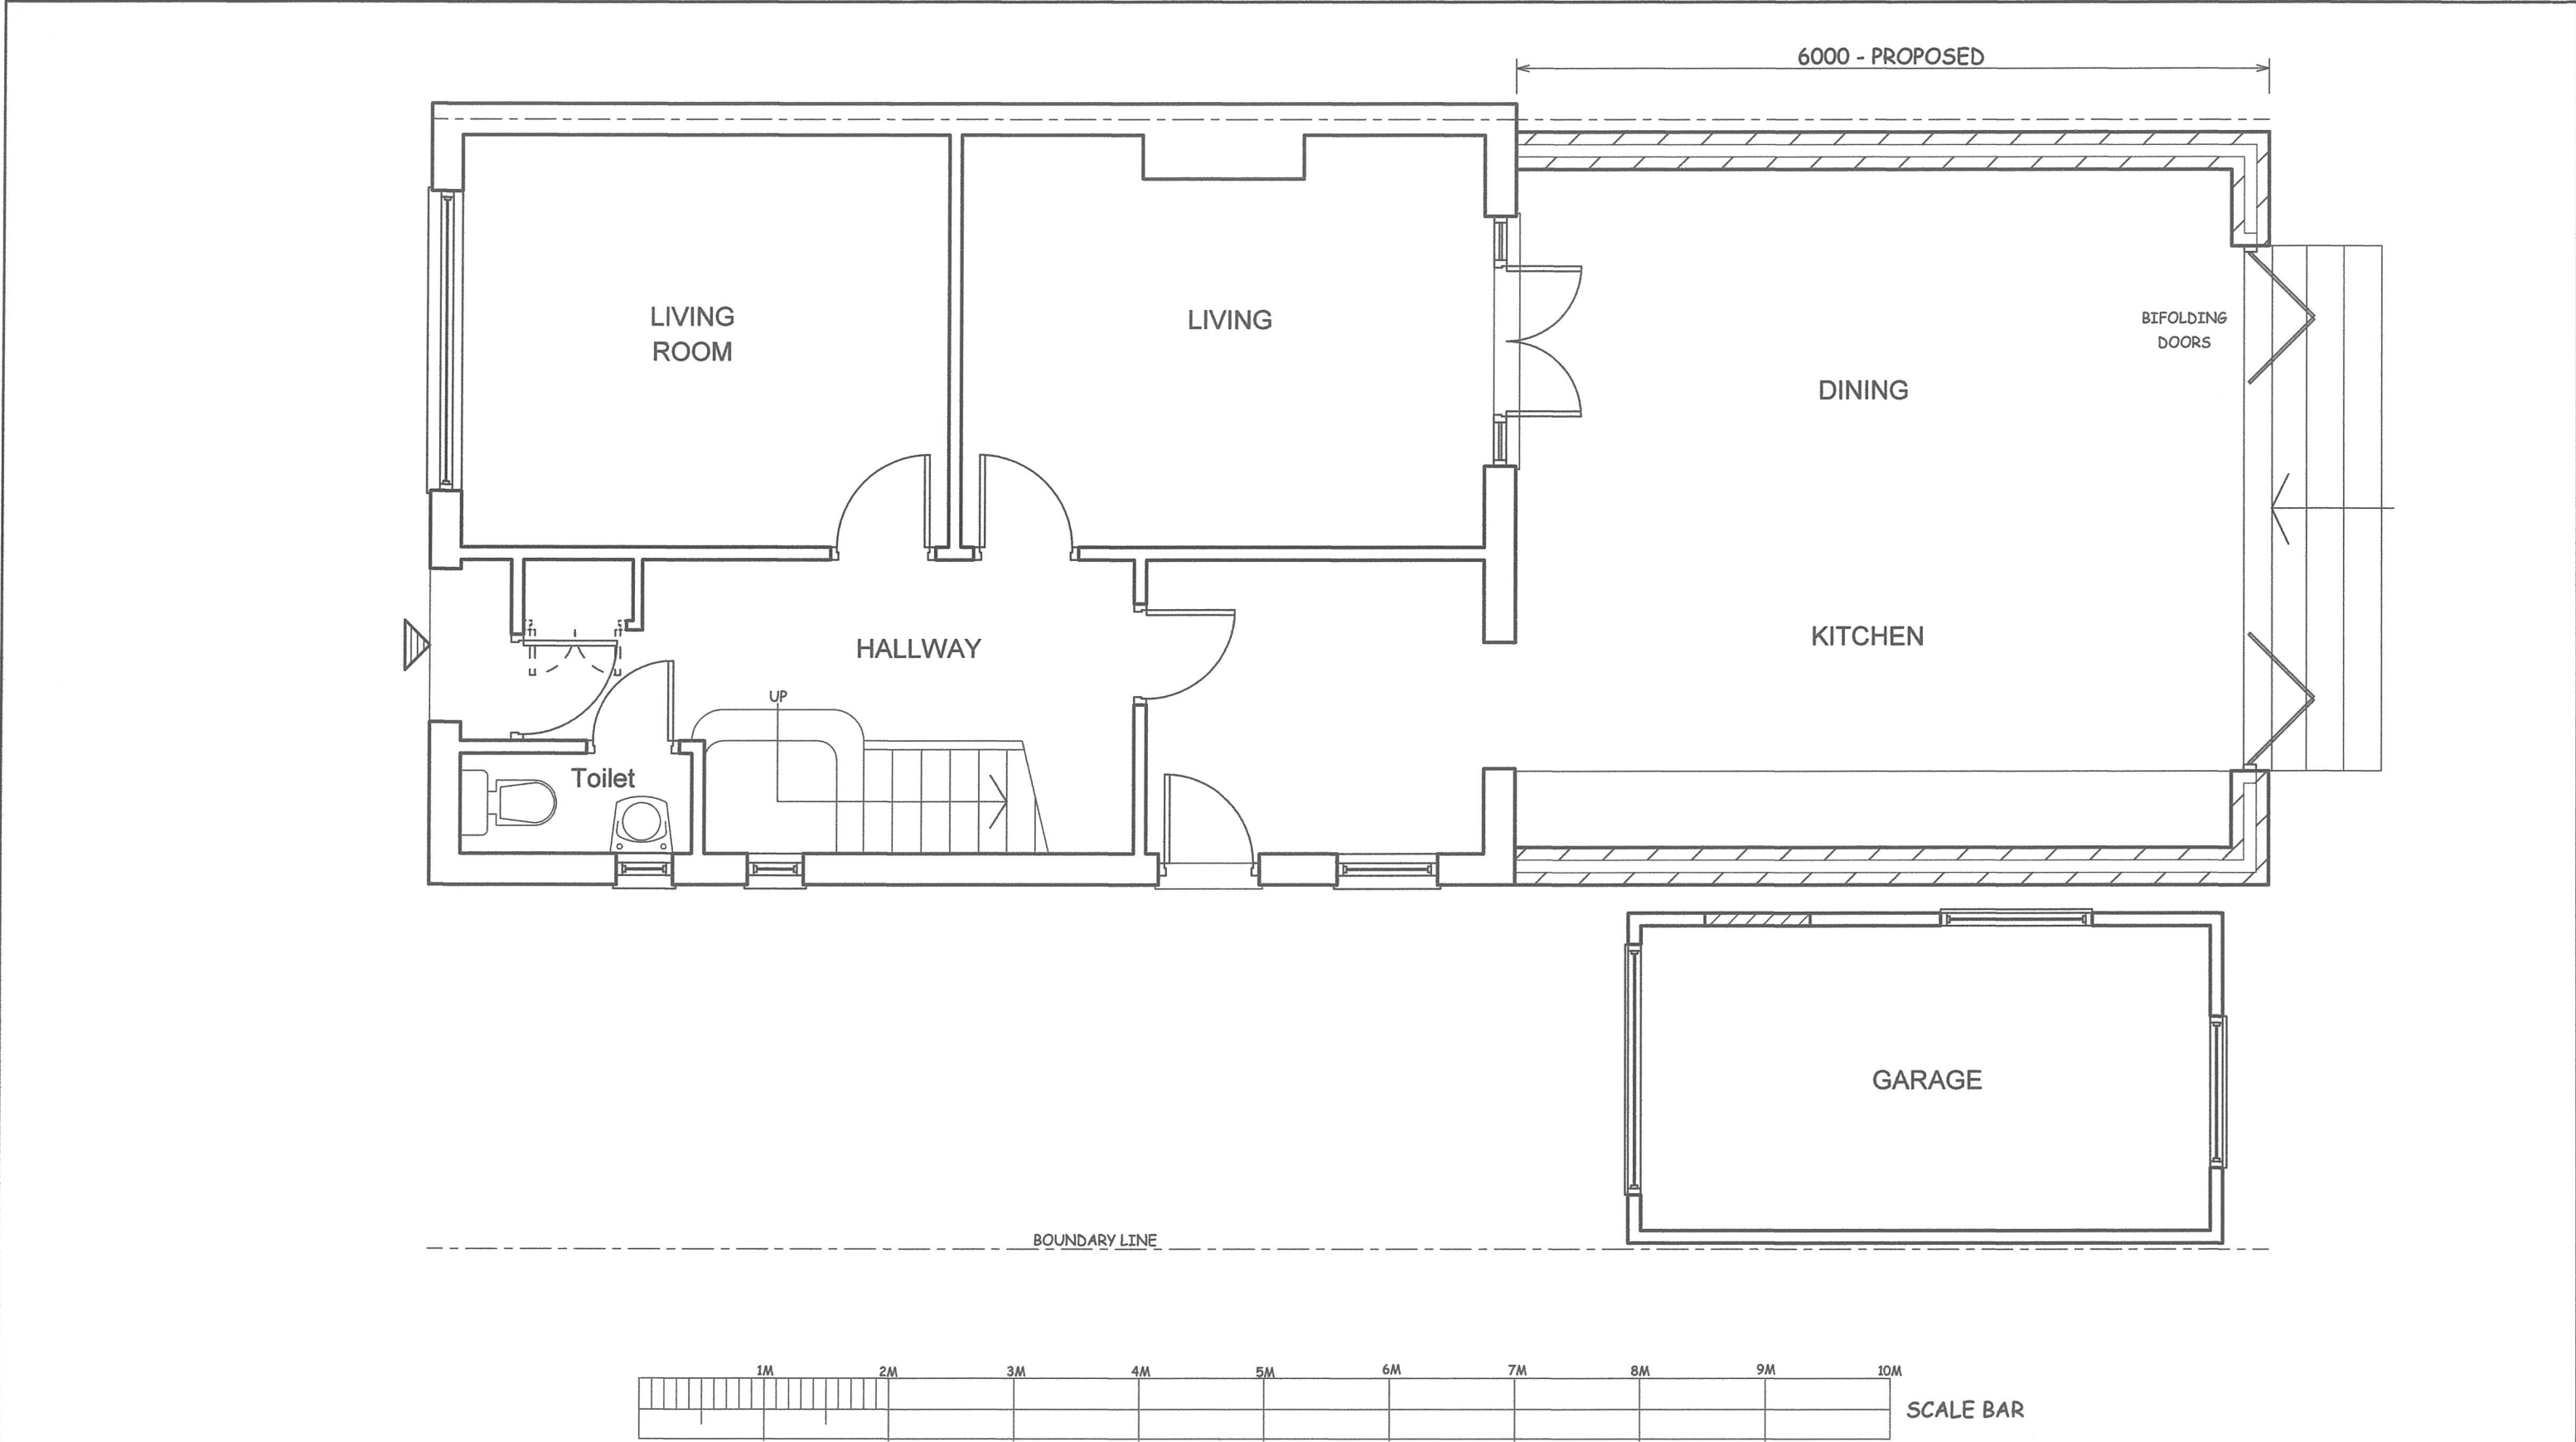 6000 - PROPOSED
LIVING
ROOM
LIVING
BIFOLDING
DOORS
DINING
KITCHEN
HALLWAY
UP
Toilet
GARAGE
BOUNDARY LINE
1M 2M 3M 4M 5M 6M 7M 8M 9M 10M
SCALE BAR